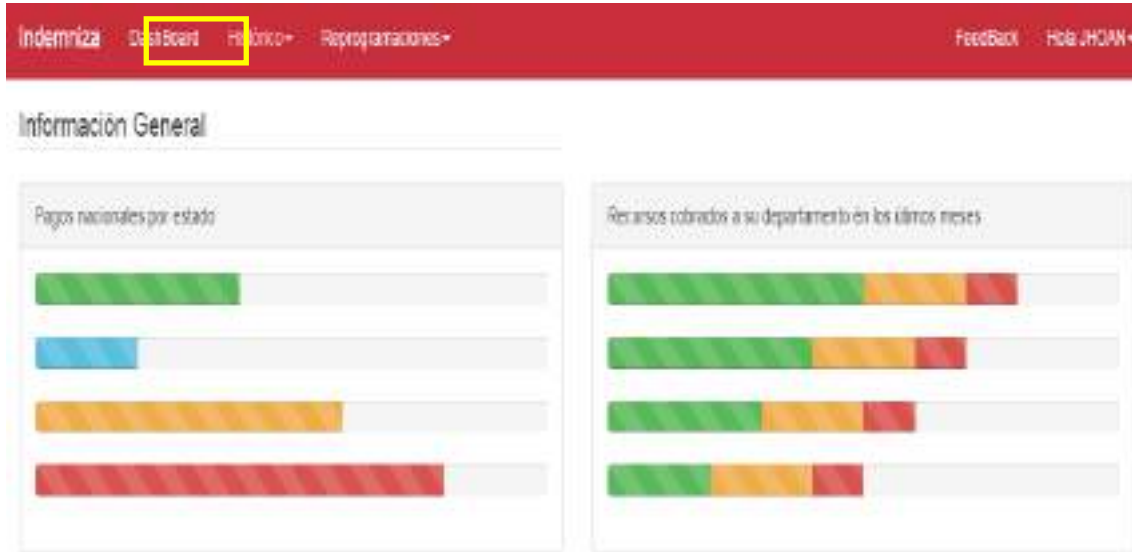 Indemniza DashBoard Histórico Reprogramaciones FeedBack Hola JHOAN
Información General
Pagos nacionales por estado
Recursos cobrados a su departamento en los útimos meses